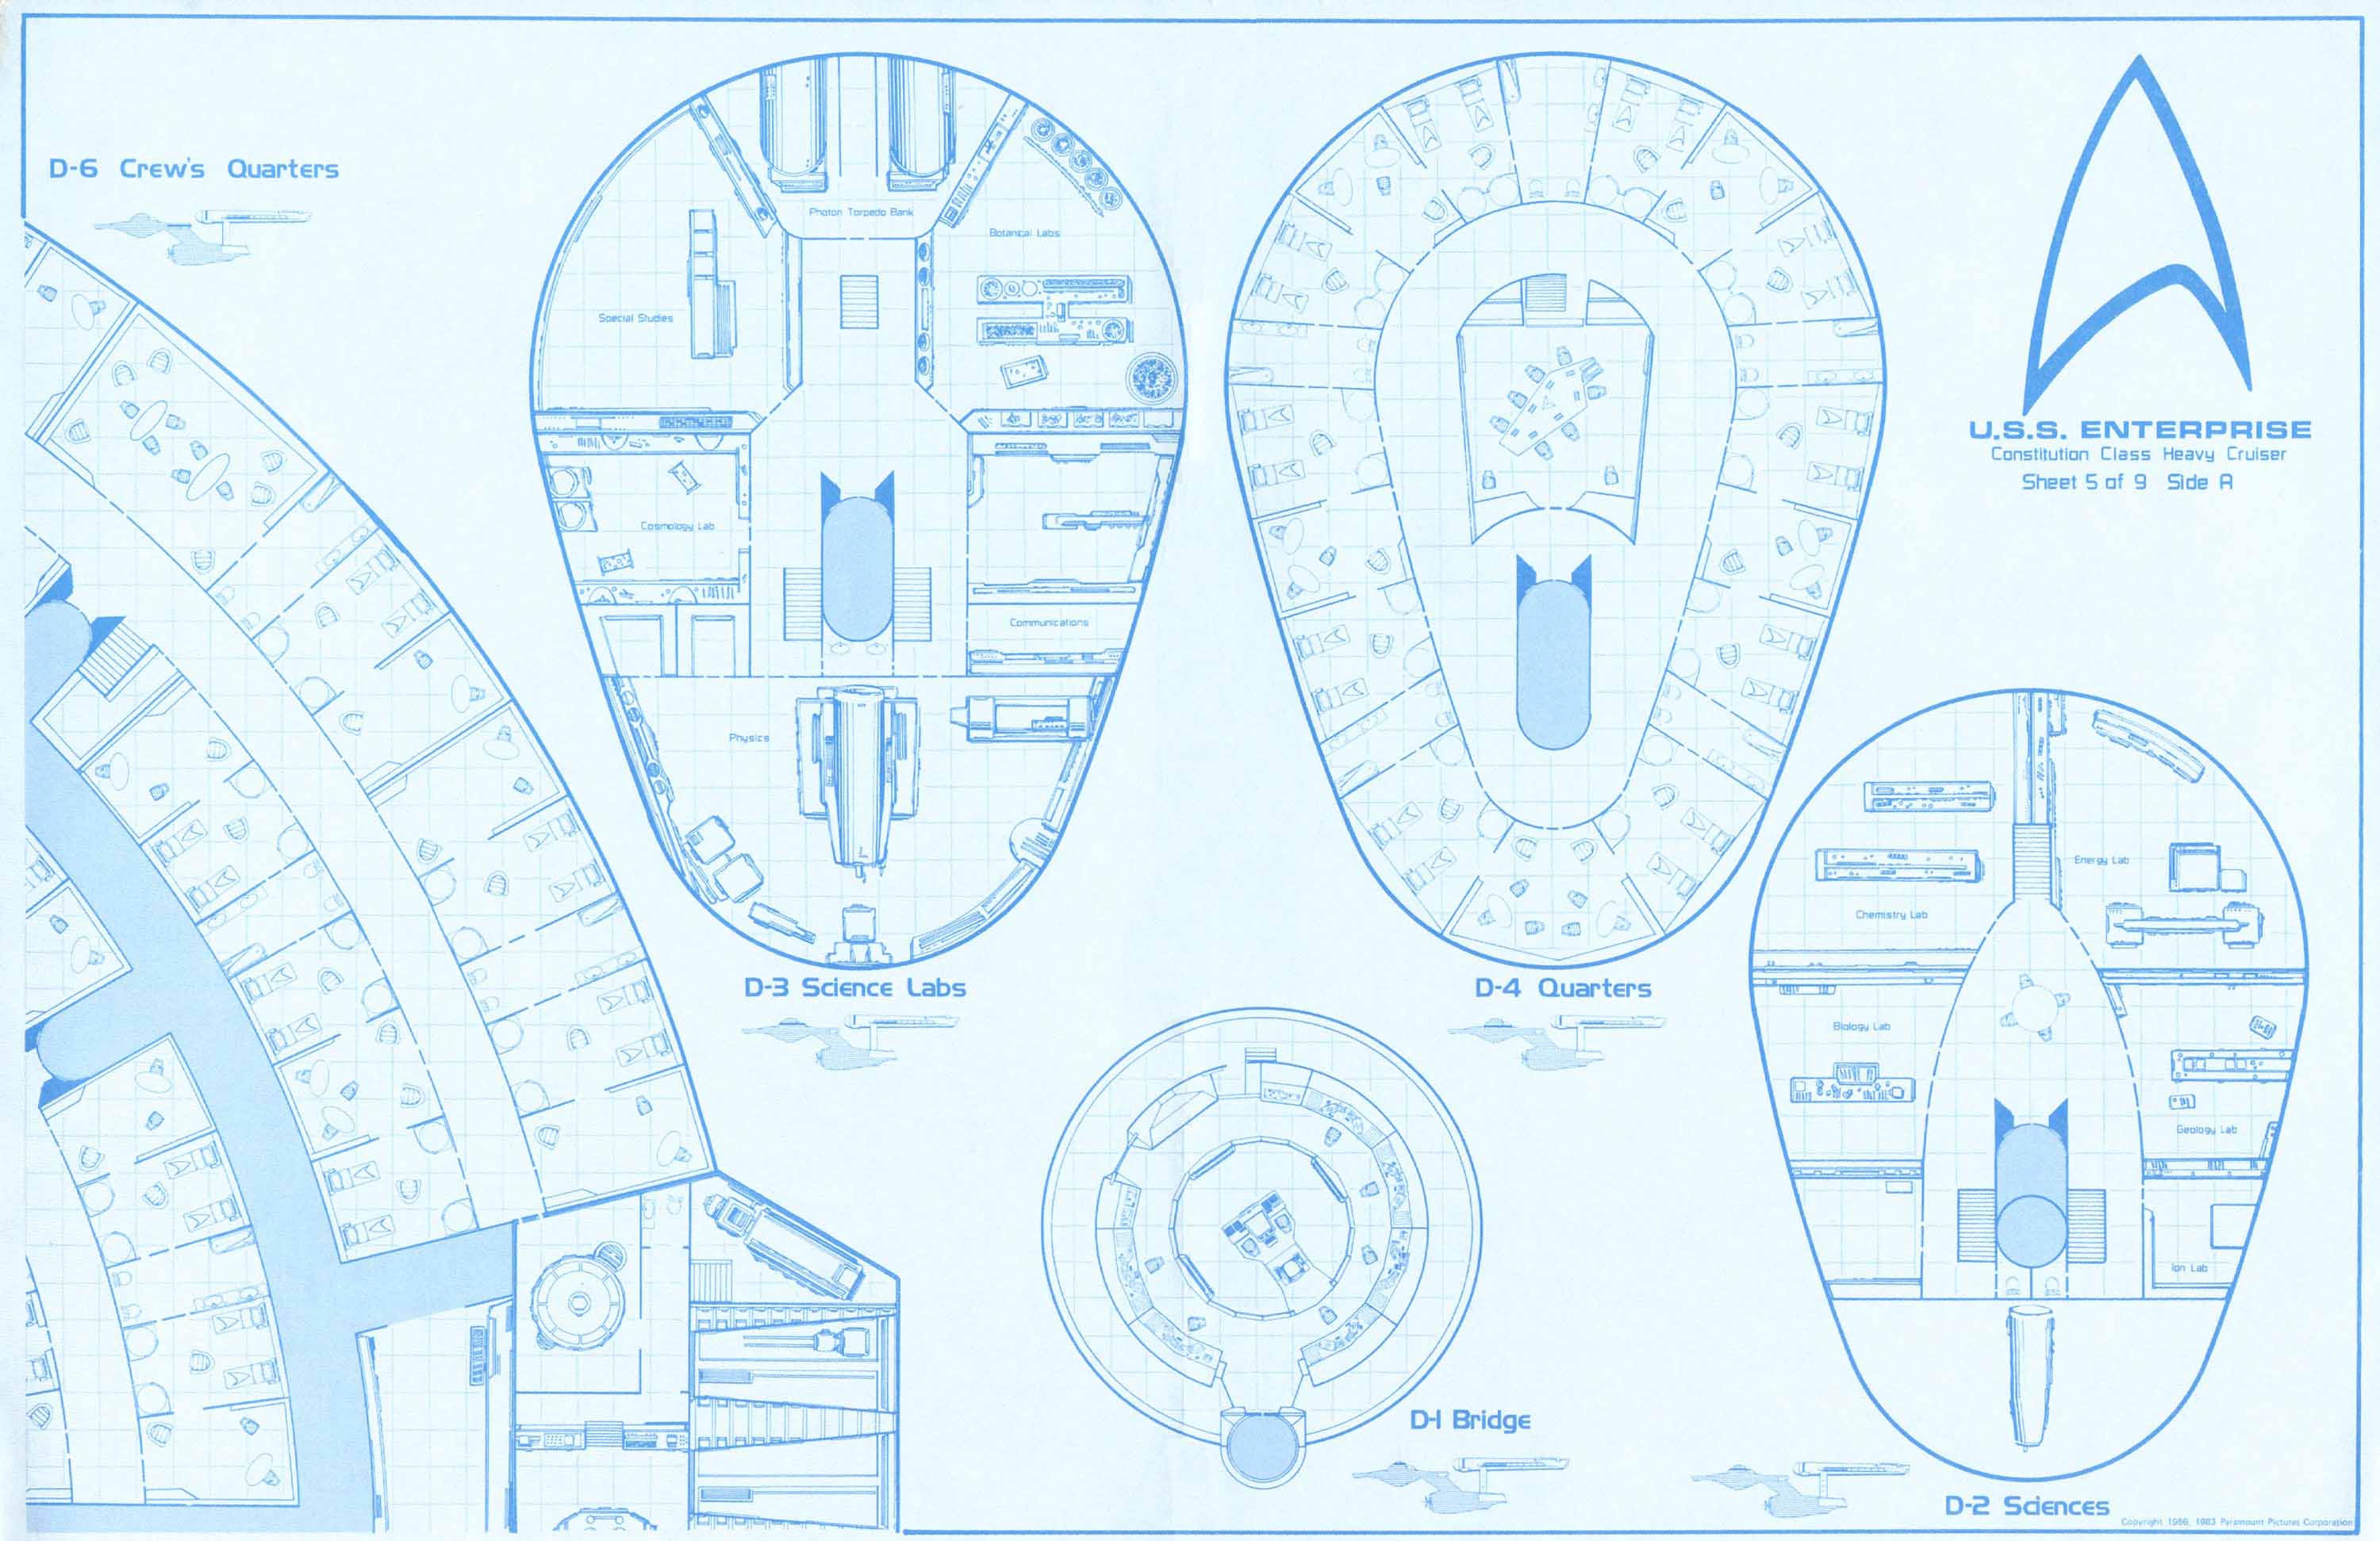 D-6 Crew's Quarters
Photon Torpedo Bank
Botanical Labs
Special Studies
Cosmology Lab
Communications
Physics
D-3 Science Labs
D-4 Quarters
U.S.S. ENTERPRISE
Constitution Class Heavy Cruiser
Sheet 5 of 9 Side A
Energy Lab
Chemistry Lab
Biology Lab
Geology Lab
Ion Lab
D-1 Bridge
D-2 Sciences
Copyright 1966, 1983 Paramount Pictures Corporation